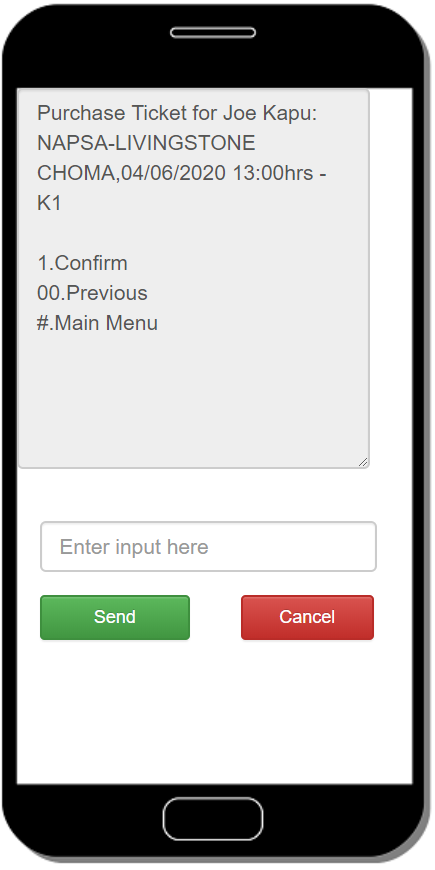 Purchase Ticket for Joe Kapu:
NAPSA-LIVINGSTONE
CHOMA,04/06/2020 13:00hrs -
K1
1.Confirm
00.Previous
#.Main Menu
Enter input here
Send
Cancel